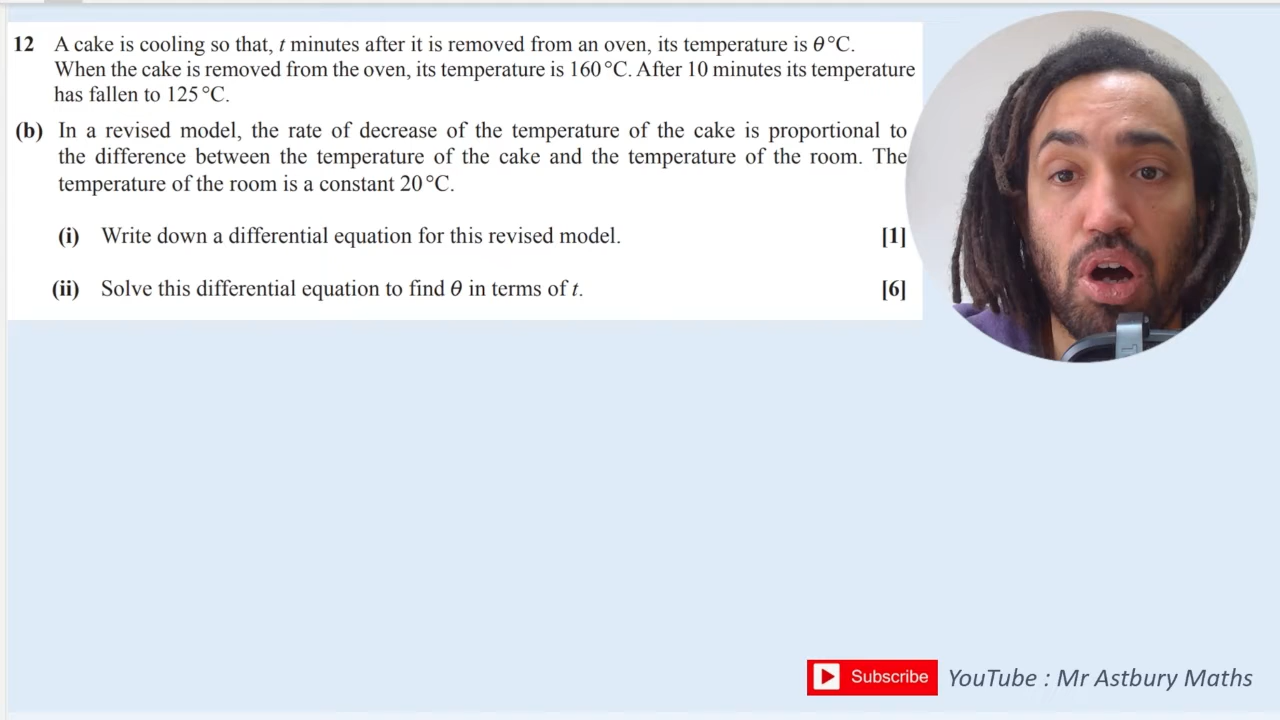 12 A cake is cooling so that, t minutes after it is removed from an oven, its temperature is θ °C.
When the cake is removed from the oven, its temperature is 160 °C. After 10 minutes its temperature
has fallen to 125 °C.
(b) In a revised model, the rate of decrease of the temperature of the cake is proportional to
the difference between the temperature of the cake and the temperature of the room. The
temperature of the room is a constant 20 °C.
(i) Write down a differential equation for this revised model. [1]
(ii) Solve this differential equation to find θ in terms of t. [6]
Subscribe YouTube : Mr Astbury Maths